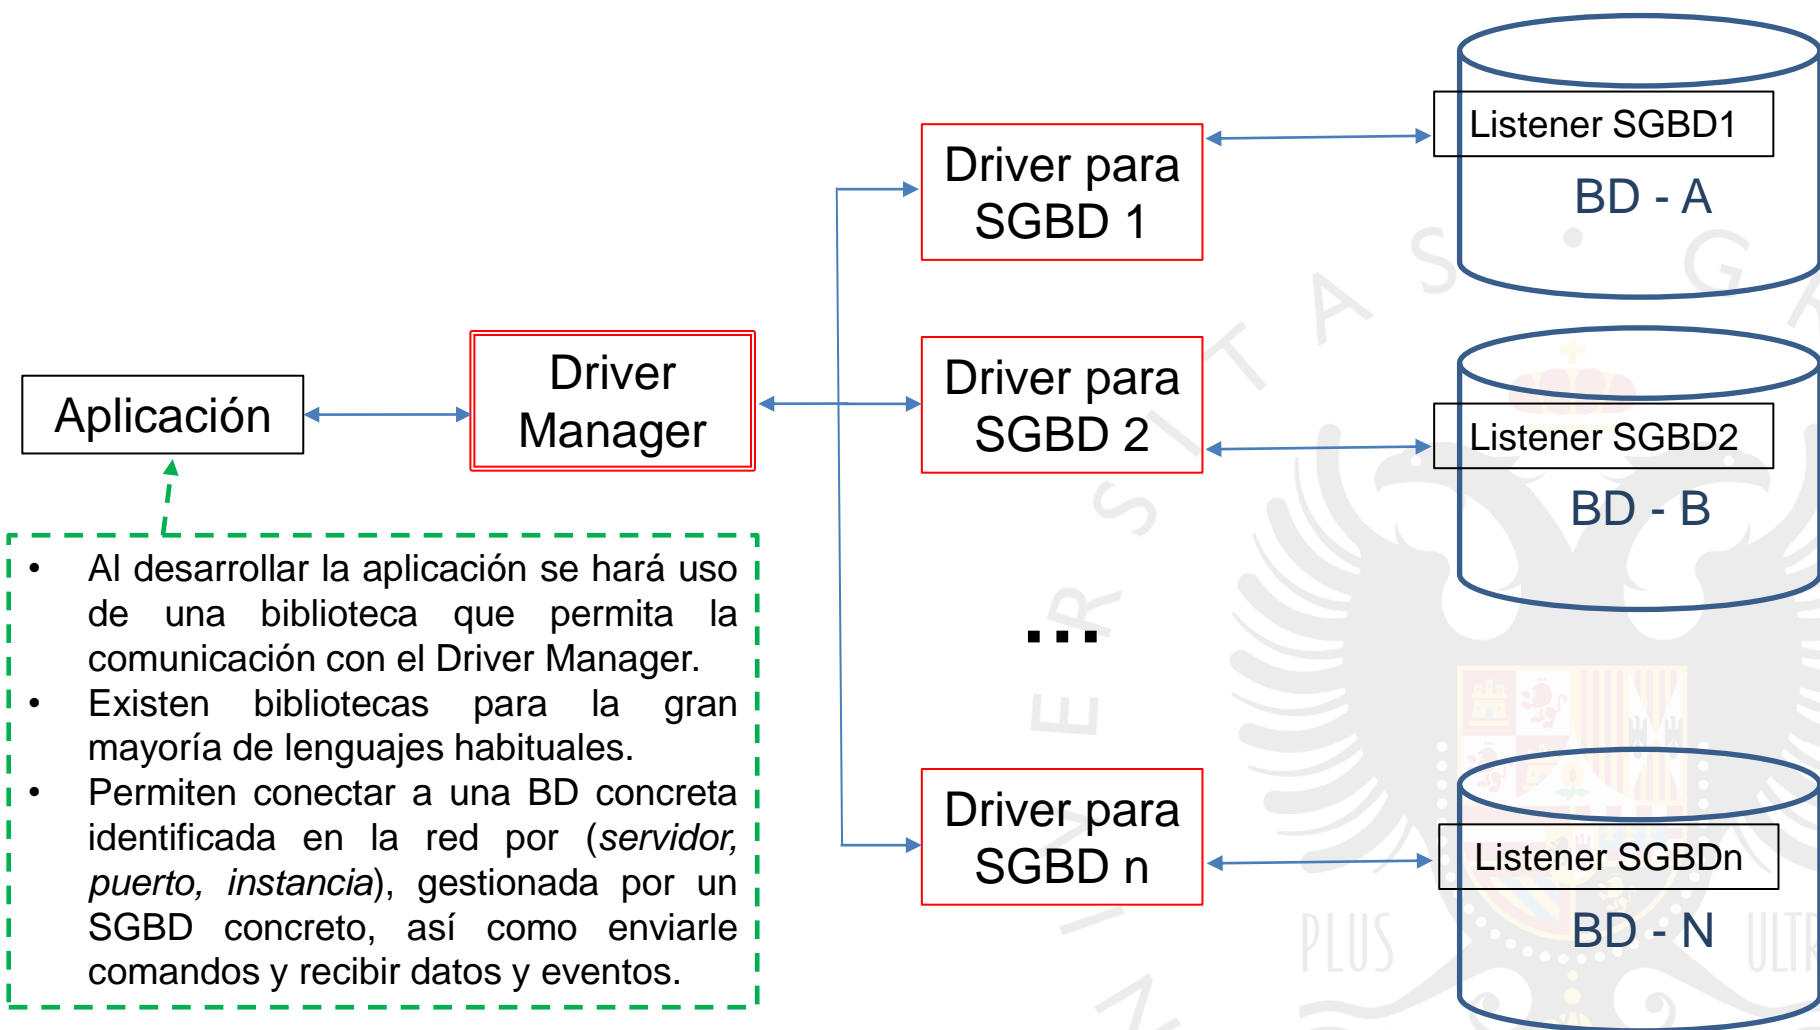 Aplicación
Driver
Manager
Driver para
SGBD 1
Driver para
SGBD 2
...
Driver para
SGBD n
Listener SGBD1
BD - A
Listener SGBD2
BD - B
Listener SGBDn
BD - N
• Al desarrollar la aplicación se hará uso
de una biblioteca que permita la
comunicación con el Driver Manager.
• Existen bibliotecas para la gran
mayoría de lenguajes habituales.
• Permiten conectar a una BD concreta
identificada en la red por (servidor,
puerto, instancia), gestionada por un
SGBD concreto, así como enviarle
comandos y recibir datos y eventos.
PLUS